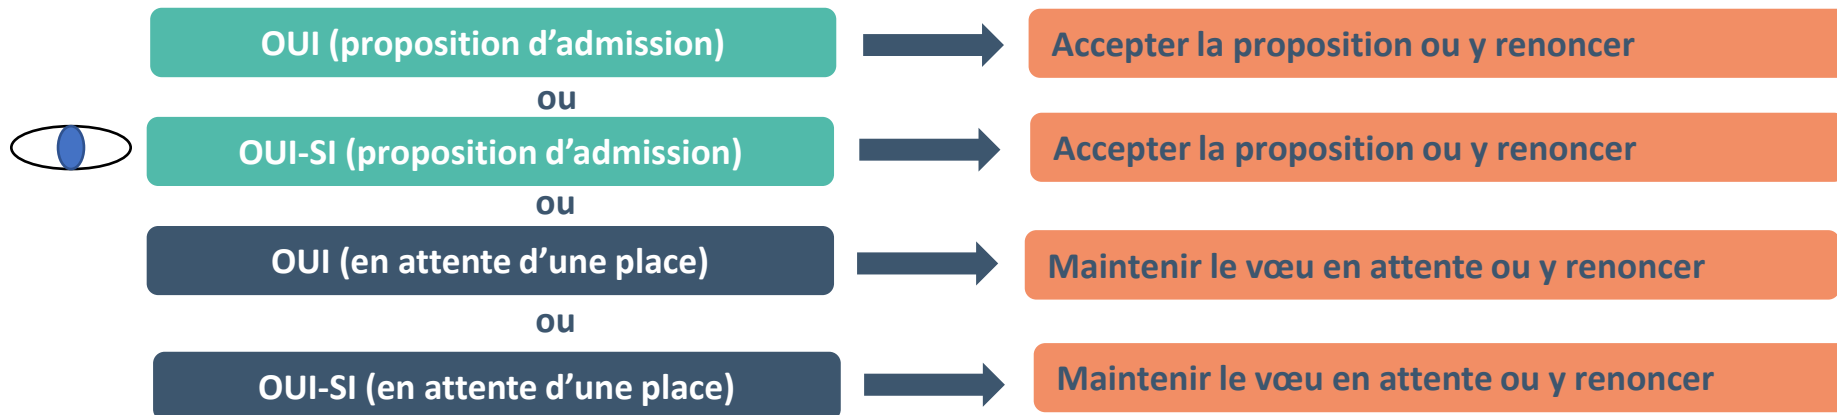 OUI (proposition d’admission)
Accepter la proposition ou y renoncer
ou
OUI-SI (proposition d’admission)
Accepter la proposition ou y renoncer
ou
OUI (en attente d’une place)
Maintenir le vœu en attente ou y renoncer
ou
OUI-SI (en attente d’une place)
Maintenir le vœu en attente ou y renoncer